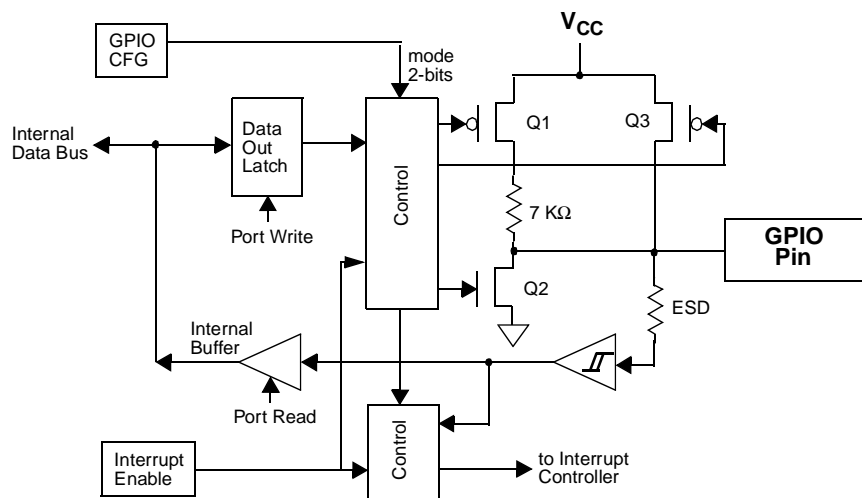 GPIO
CFG
mode
2-bits
VCC
Internal
Data Bus
Data
Out
Latch
Control
Q1
Q3
7 KΩ
Port Write
GPIO
Pin
Q2
ESD
Internal
Buffer
Port Read
Interrupt
Enable
Control
to Interrupt
Controller